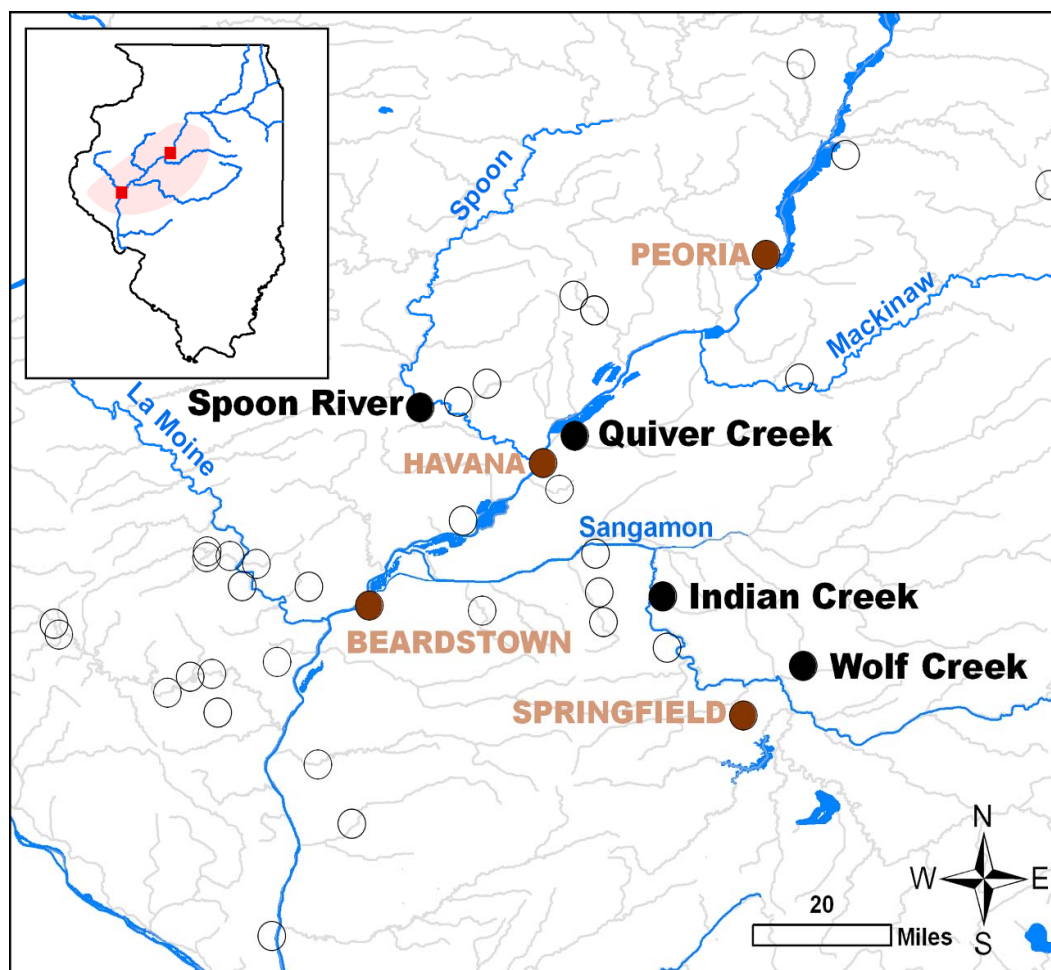 Spoon
PEORIA
Mackinaw
La Moine
Spoon River
Quiver Creek
HAVANA
Sangamon
Indian Creek
BEARDSTOWN
Wolf Creek
SPRINGFIELD
N
W E
S
20
Miles